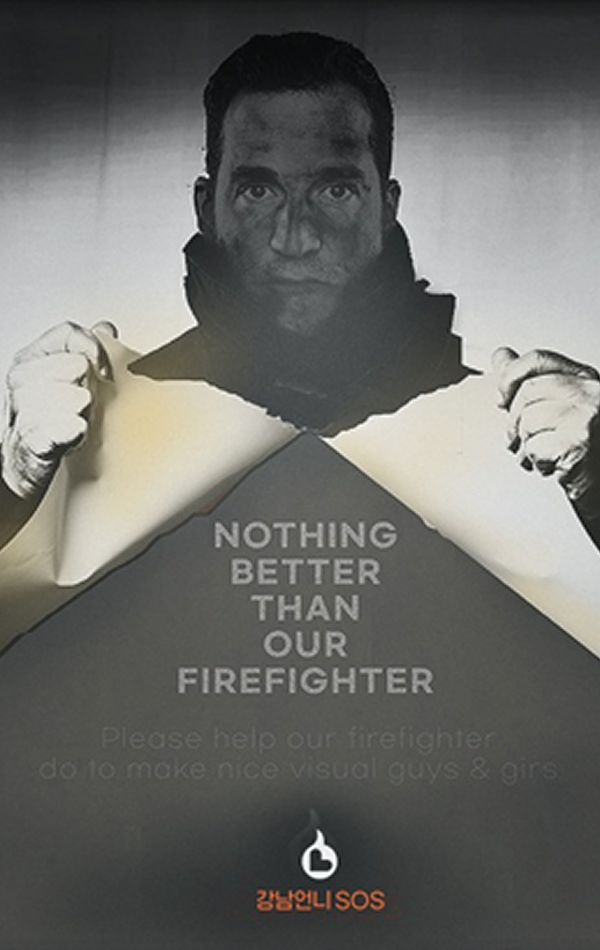 NOTHING
BETTER
THAN
OUR
FIREFIGHTER
Please help our firefighter
do to make nice visual guys & girs
강남언니 SOS